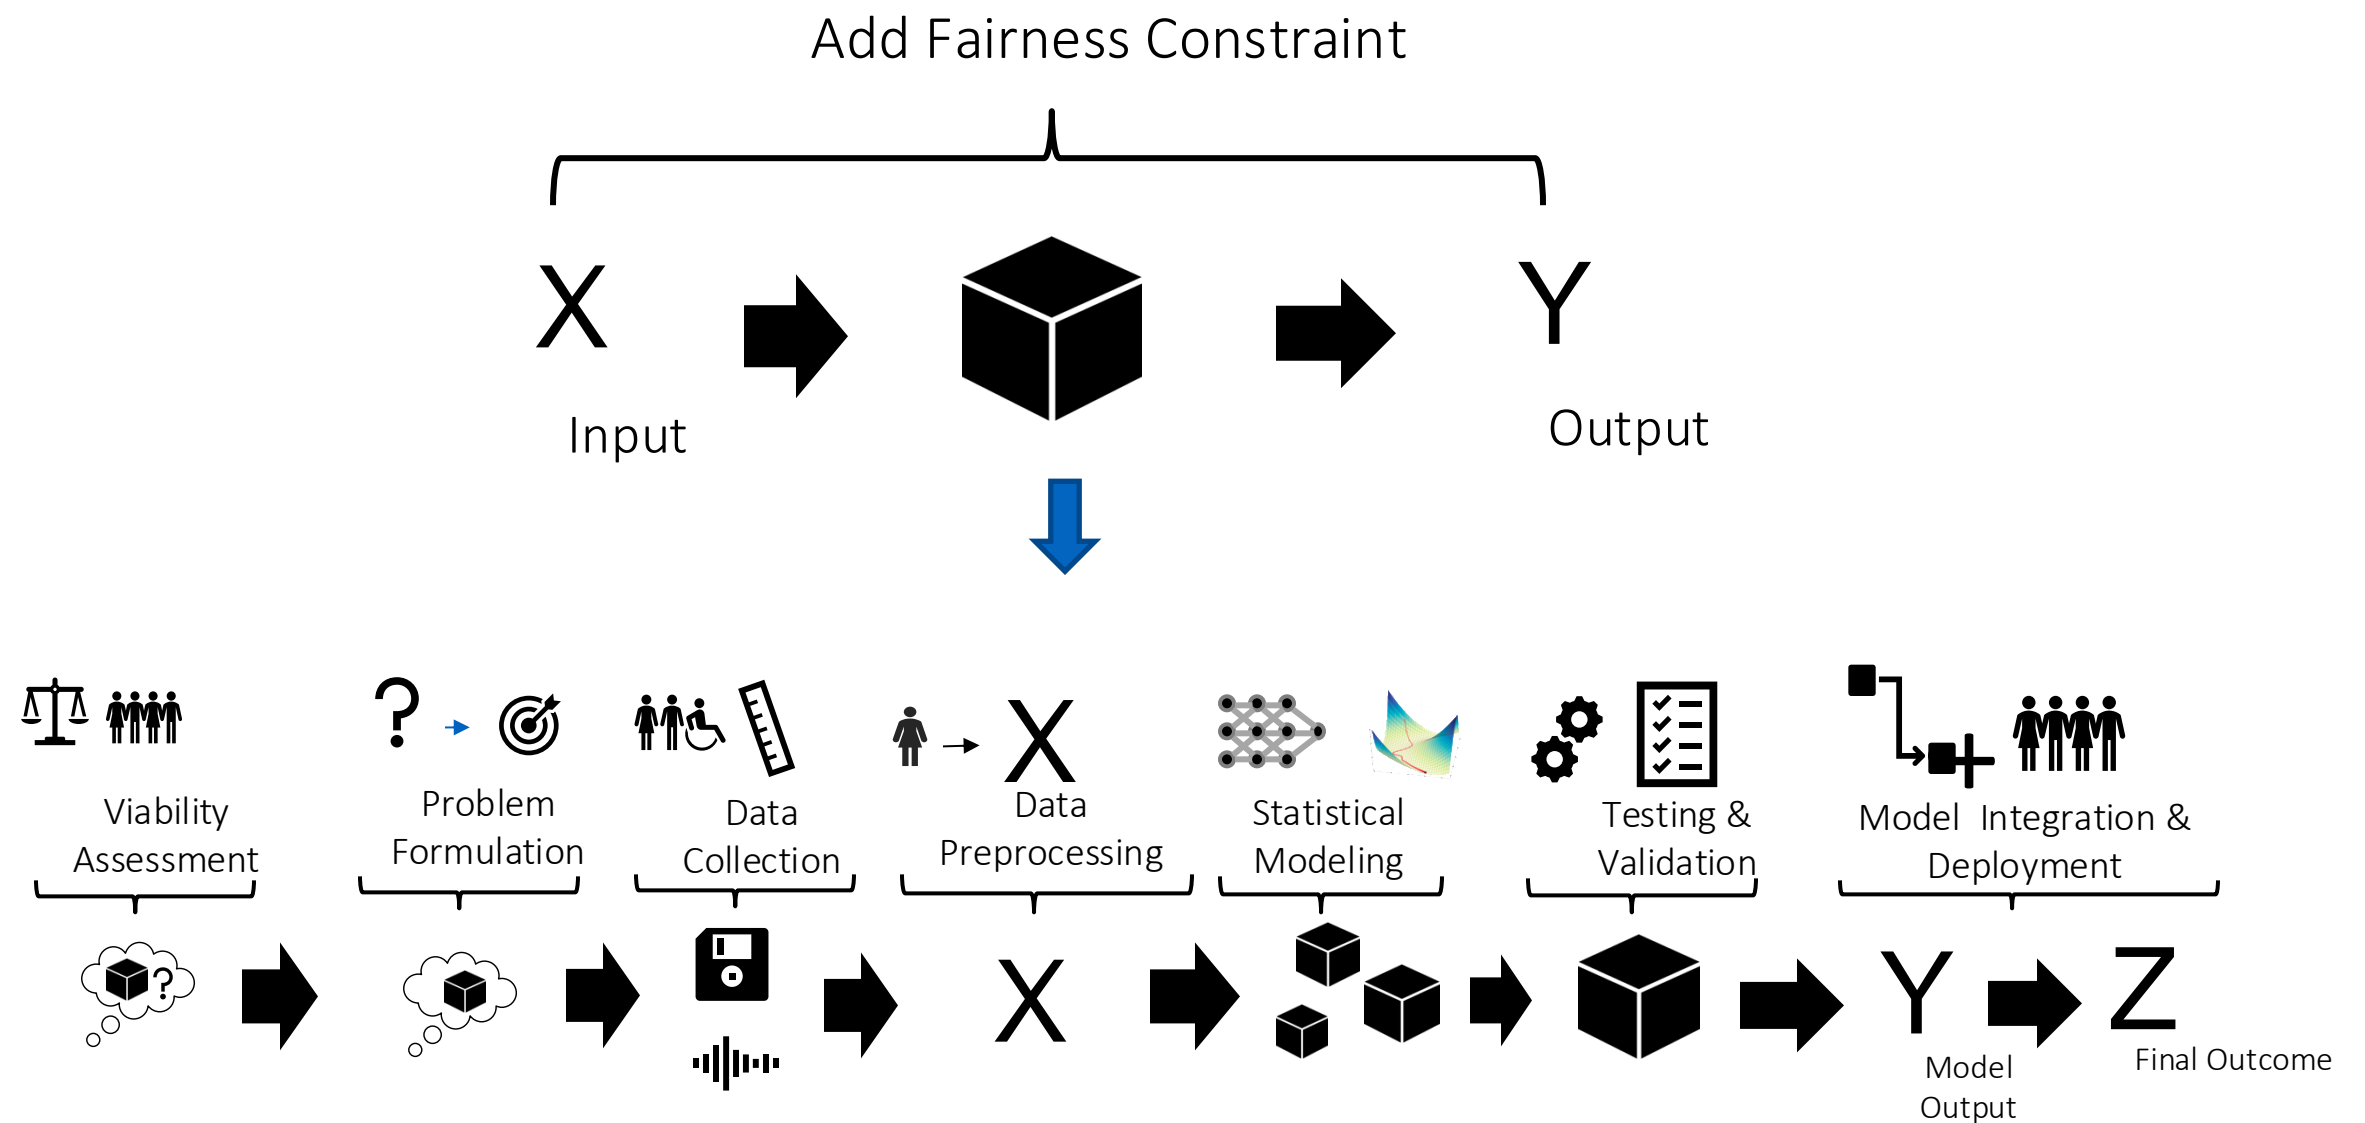 Add Fairness Constraint
X
Y
Input
Output
?
X
Viability
Assessment
Problem
Formulation
Data
Collection
Data
Preprocessing
Statistical
Modeling
Testing &
Validation
Model Integration &
Deployment
?
X
Y
Z
Model
Output
Final Outcome